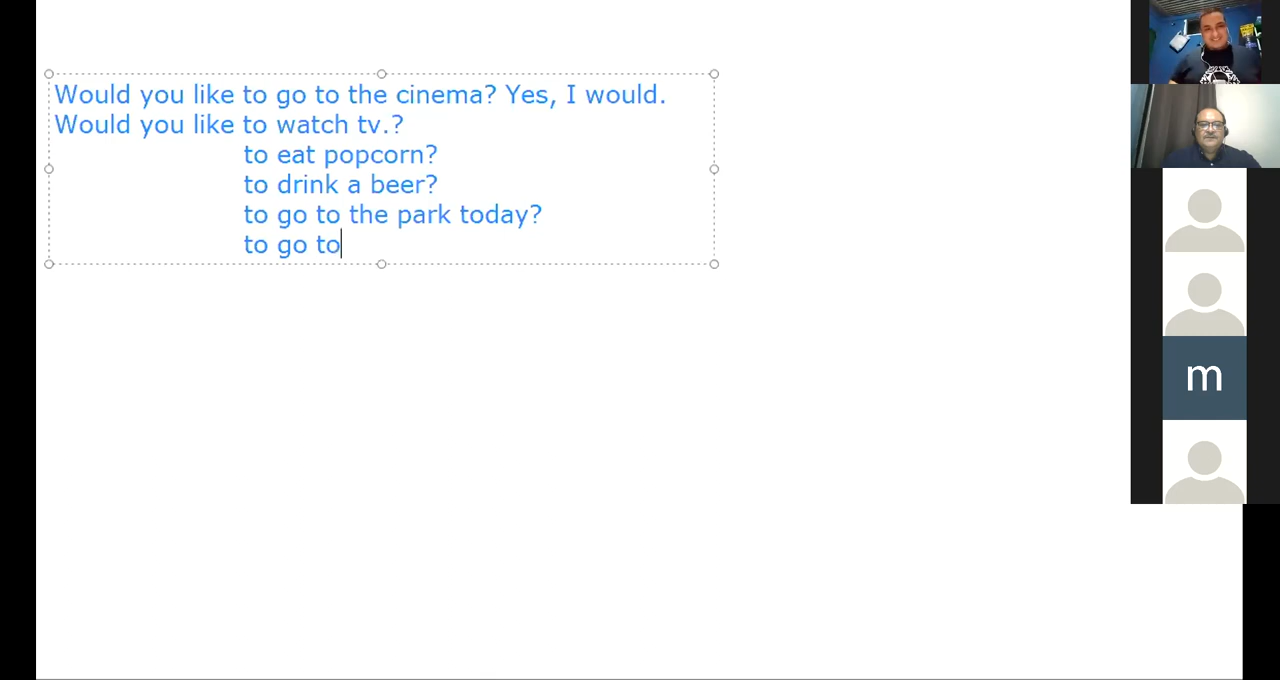 Would you like to go to the cinema? Yes, I would.
Would you like to watch tv.?
to eat popcorn?
to drink a beer?
to go to the park today?
to go to
m